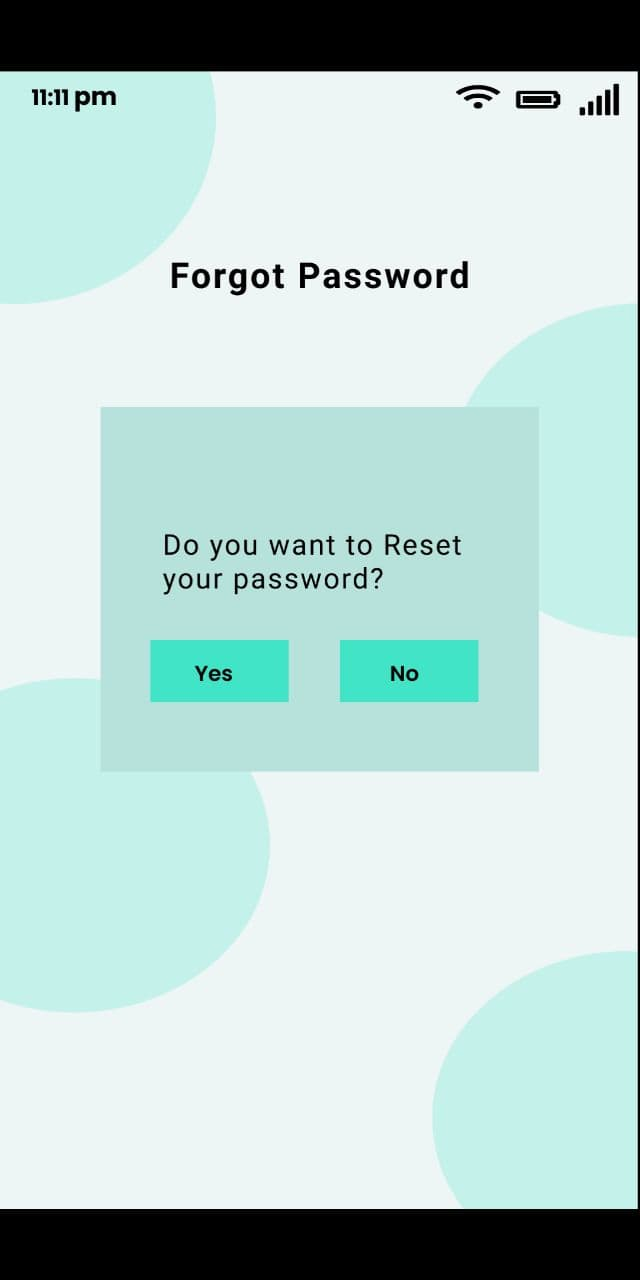 11:11 pm
Forgot Password
Do you want to Reset
your password?
Yes
No